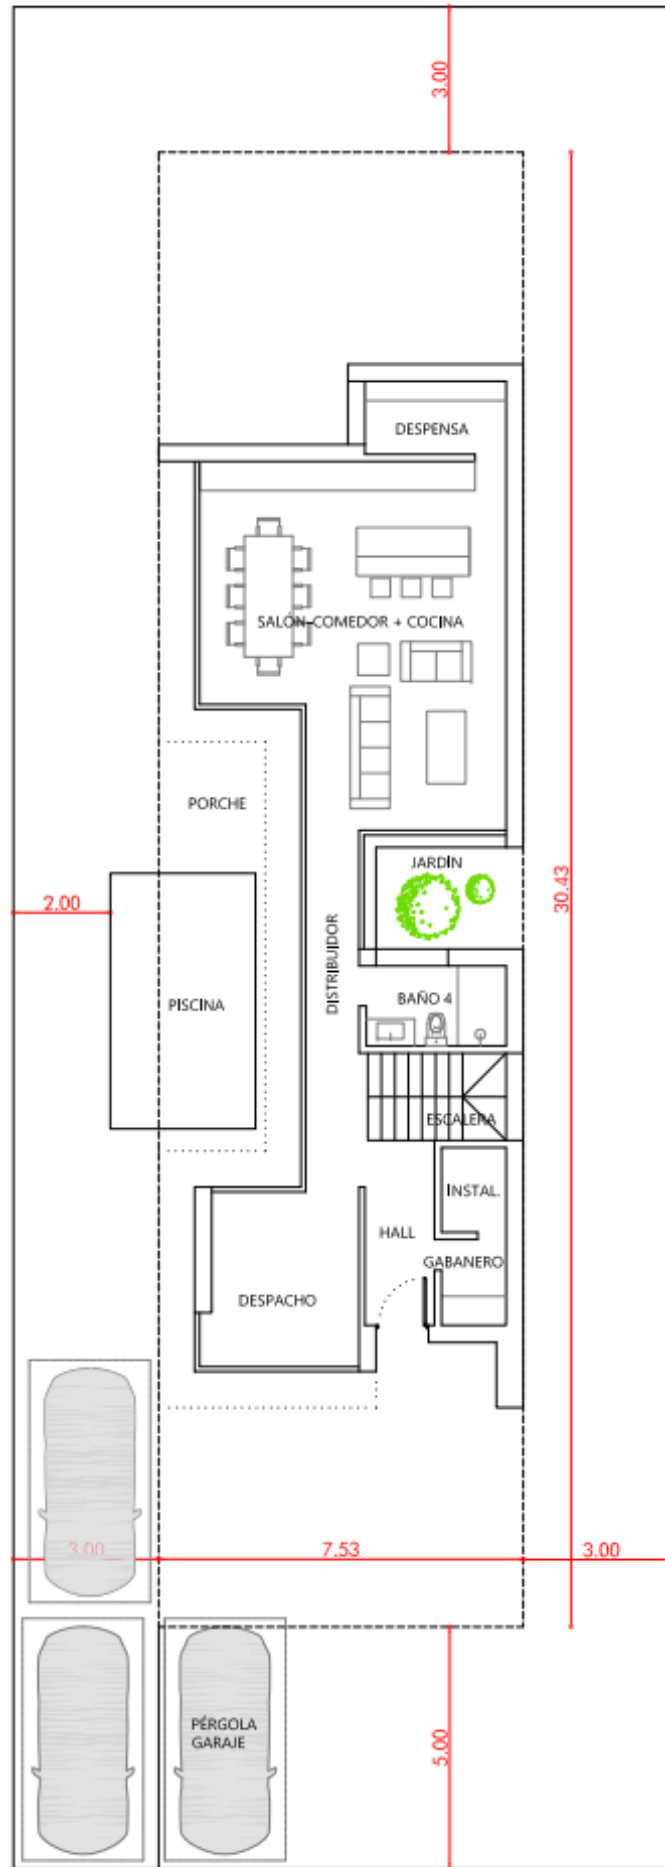 3.00
DESPENSA
SALÓN-COMEDOR + COCINA
PORCHE
JARDÍN
30.43
2.00
DISTRIBUIDOR
PISCINA
BAÑO 4
ESCALERA
INSTAL.
HALL
GABANERO
DESPACHO
3.00
7.53
3.00
PÉRGOLA
GARAJE
5.00